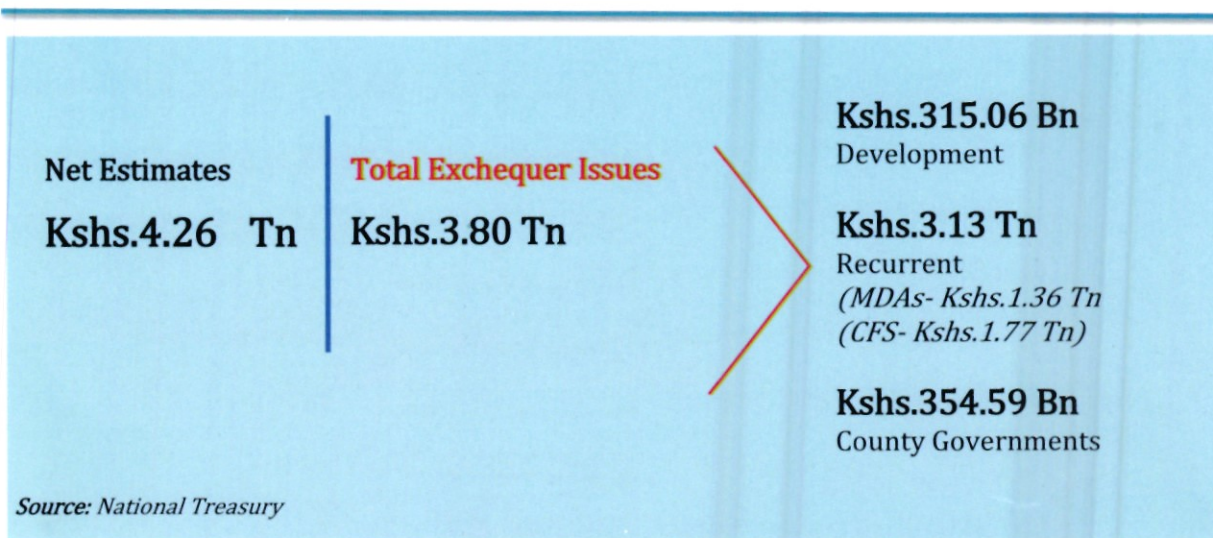 Net Estimates
Kshs.4.26 Tn
Total Exchequer Issues
Kshs.3.80 Tn
Kshs.315.06 Bn
Development
Kshs.3.13 Tn
Recurrent
(MDAs- Kshs.1.36 Tn
(CFS- Kshs.1.77 Tn)
Kshs.354.59 Bn
County Governments
Source: National Treasury